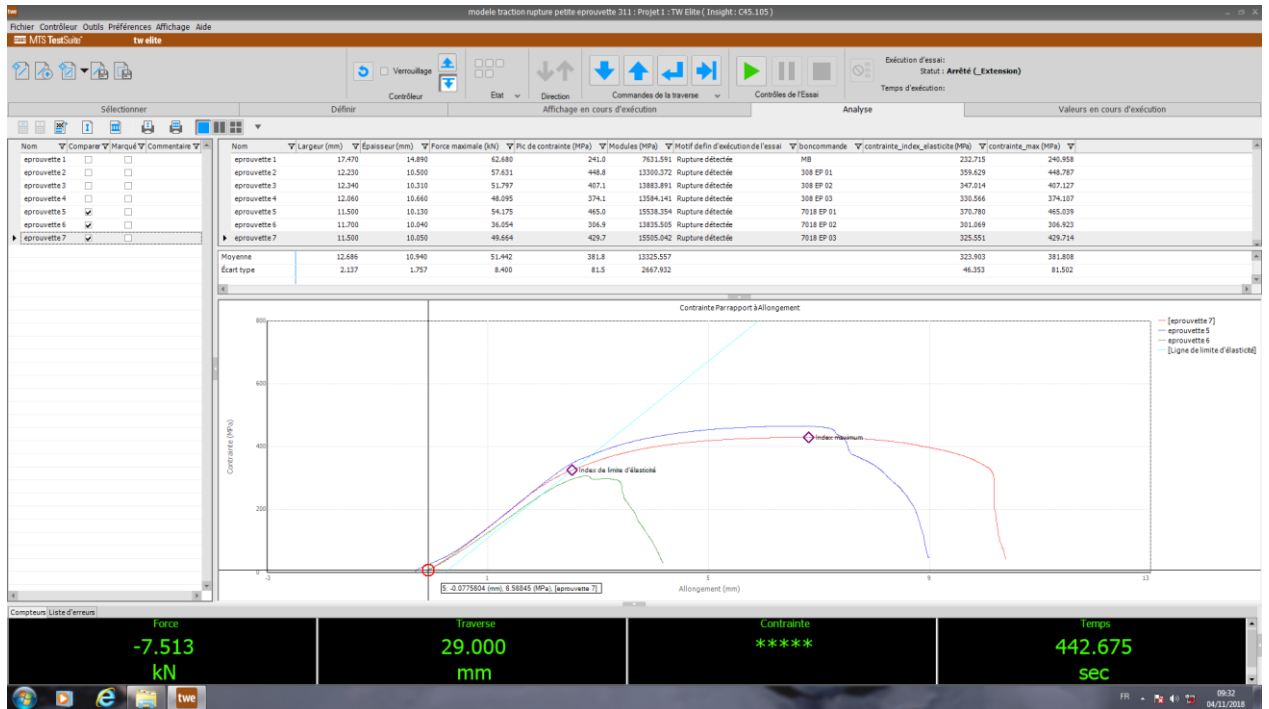 modele traction rupture petite eprouvette 311 : Projet 1 : TW Elite ( Insight : C45.105 )
Fichier Contrôleur Outils Préférences Affichage Aide
MTS TestSuite™ tw elite
Verrouillage
Contrôleur
Etat
Direction
Commandes de la traverse
Contrôles de l'Essai
Exécution d'essai:
Statut : Arrêté (_Extension)
Temps d'exécution:
Sélectionner Définir Affichage en cours d'exécution Analyse Valeurs en cours d'exécution
Nom Comparer Marqué Commentaire
eprouvette 1
eprouvette 2
eprouvette 3
eprouvette 4
eprouvette 5
eprouvette 6
eprouvette 7
Nom Largeur (mm) Épaisseur (mm) Force maximale (kN) Pic de contrainte (MPa) Modules (MPa) Motif defin d'exécution de l'essai boncommande contrainte_index_elasticite (MPa) contrainte_max (MPa)
eprouvette 1 17.470 14.890 62.680 241.0 7631.591 Rupture détectée MB 232.715 240.958
eprouvette 2 12.230 10.500 57.631 448.8 13300.372 Rupture détectée 308 EP 01 359.629 448.787
eprouvette 3 12.340 10.310 51.797 407.1 13883.891 Rupture détectée 308 EP 02 347.014 407.127
eprouvette 4 12.060 10.660 48.095 374.1 13584.141 Rupture détectée 308 EP 03 330.566 374.107
eprouvette 5 11.500 10.130 54.175 465.0 15538.354 Rupture détectée 7018 EP 01 370.780 465.039
eprouvette 6 11.700 10.040 36.054 306.9 13835.505 Rupture détectée 7018 EP 02 301.069 306.923
eprouvette 7 11.500 10.050 49.664 429.7 15505.042 Rupture détectée 7018 EP 03 325.551 429.714
Moyenne 12.686 10.940 51.442 381.8 13325.557 323.903 381.808
Écart type 2.137 1.757 8.400 81.5 2667.932 46.353 81.502
Contrainte Par rapport à Allongement
800
600
400
200
0
Contrainte (MPa)
-3 1 5 9 13
Allongement (mm)
Index de limite d'élasticité
Index maximum
5: -0.0775604 (mm), 6.58845 (MPa), [eprouvette 7]
[eprouvette 7]
eprouvette 5
eprouvette 6
[Ligne de limite d'élasticité]
Compteurs Liste d'erreurs
Force Traverse Contrainte Temps
-7.513 29.000 ***** 442.675
kN mm sec
twe
FR
09:32
04/11/2018